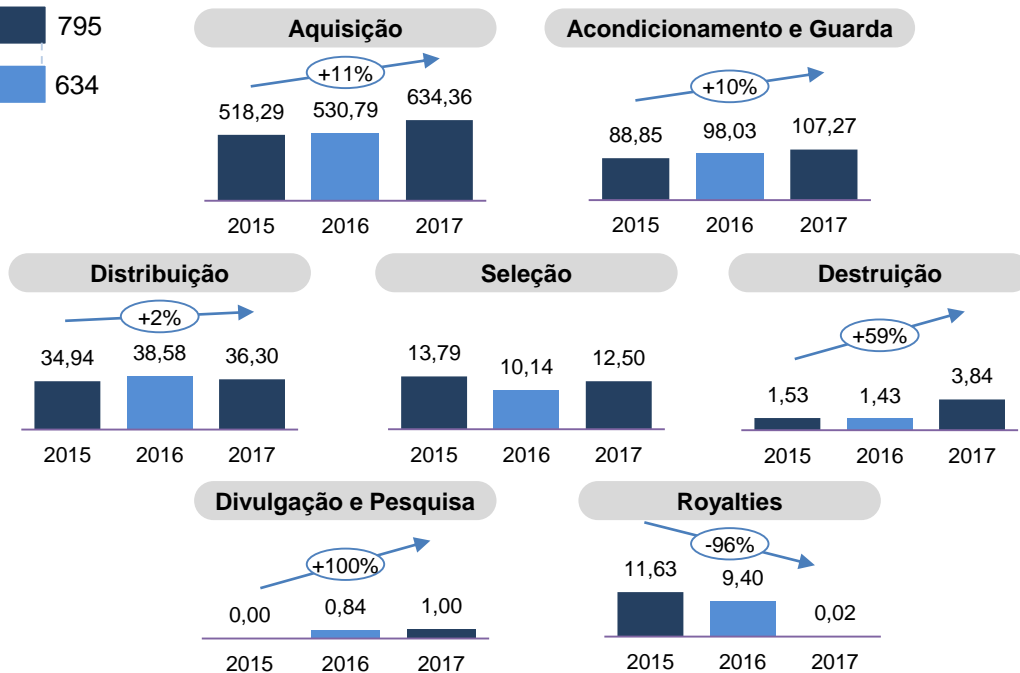 795
634
Aquisição
+11%
518,29 530,79 634,36
2015 2016 2017
Acondicionamento e Guarda
+10%
88,85 98,03 107,27
2015 2016 2017
Distribuição
+2%
34,94 38,58 36,30
2015 2016 2017
Seleção
13,79 10,14 12,50
2015 2016 2017
Destruição
+59%
1,53 1,43 3,84
2015 2016 2017
Divulgação e Pesquisa
+100%
0,00 0,84 1,00
2015 2016 2017
Royalties
-96%
11,63 9,40 0,02
2015 2016 2017